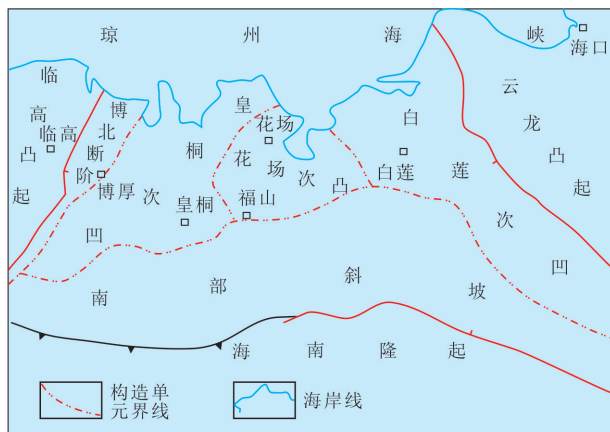 琼州海峡
海口
临高凸起
临高
博北断阶
博厚
皇桐次凹
皇桐
花场次凸
花场
福山
白莲次凹
白莲
云龙凸起
南部斜坡
海南隆起
构造单
元界线
海岸线